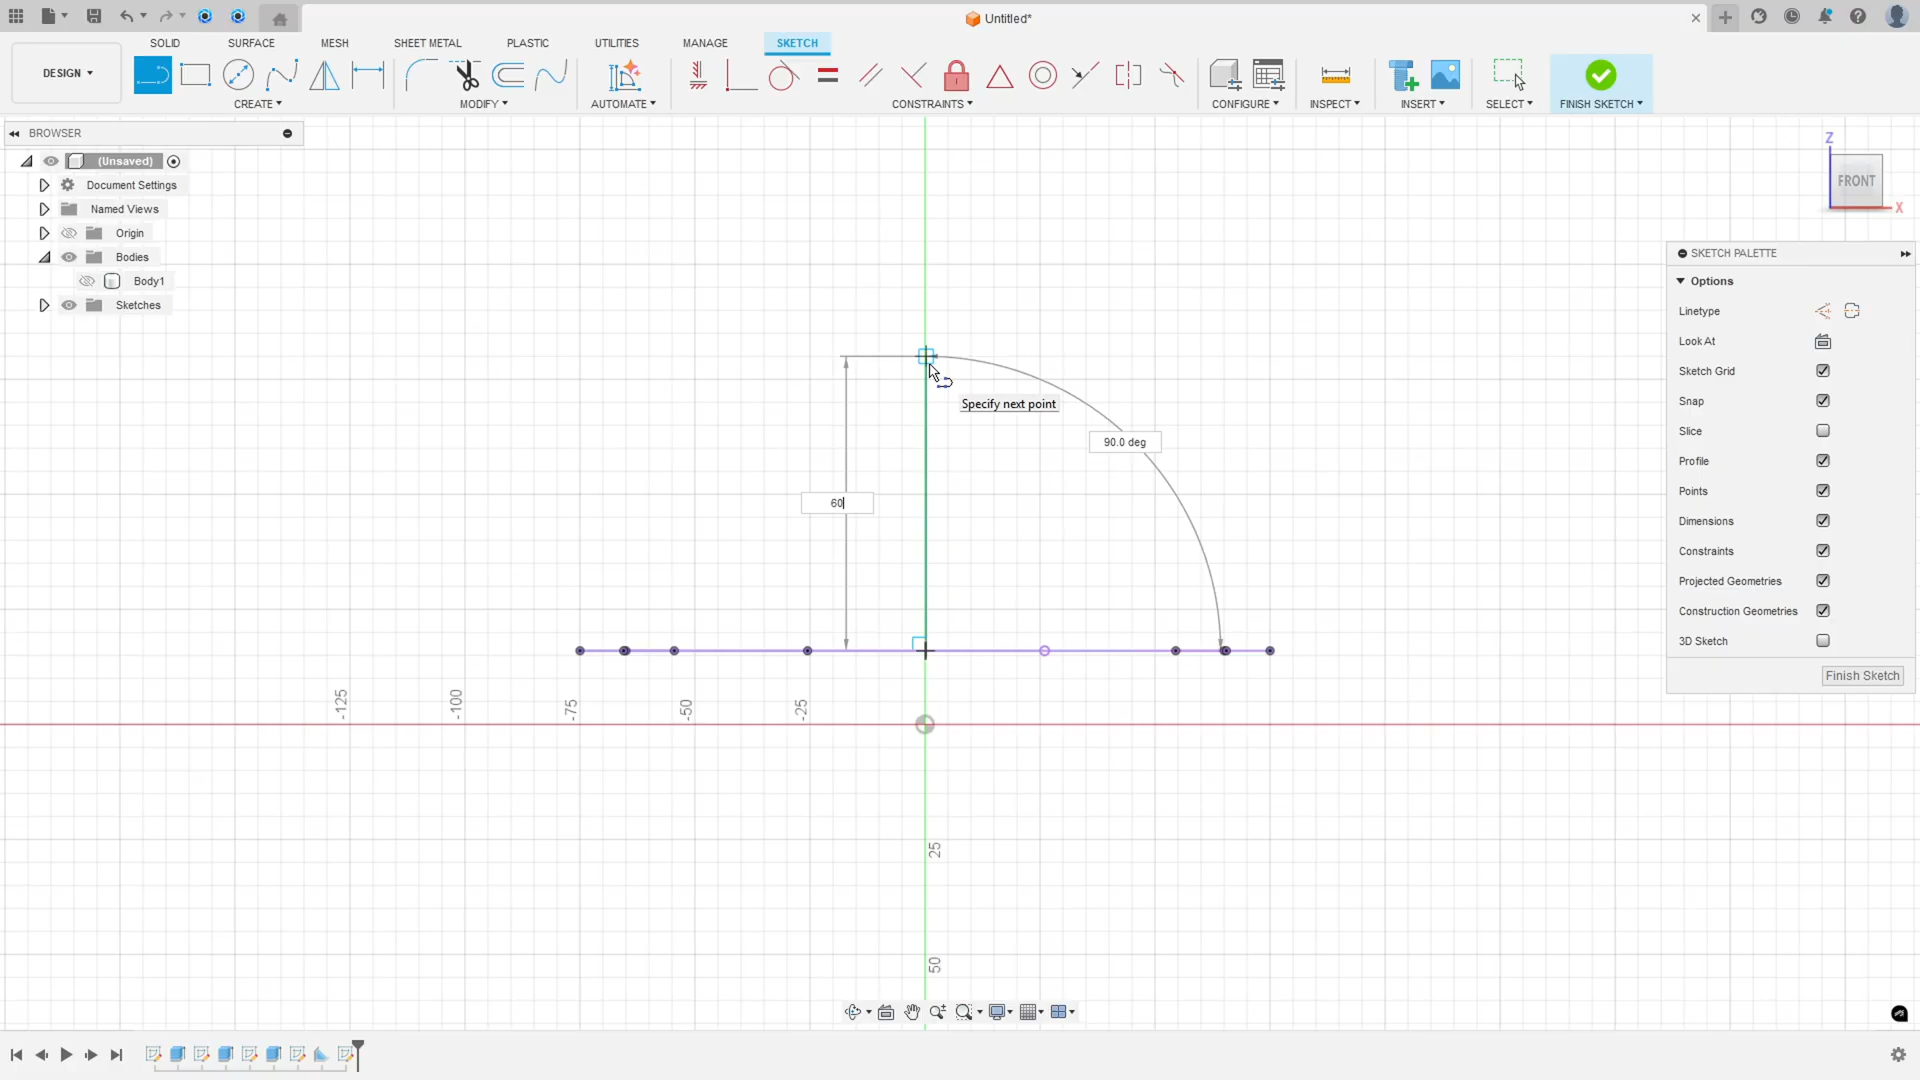 Untitled*
SOLID SURFACE MESH SHEET METAL PLASTIC UTILITIES MANAGE SKETCH
DESIGN
CREATE MODIFY AUTOMATE CONSTRAINTS CONFIGURE INSPECT INSERT SELECT FINISH SKETCH
BROWSER
(Unsaved)
Document Settings
Named Views
Origin
Bodies
Body1
Sketches
Z
FRONT
X
SKETCH PALETTE
Options
Linetype
Look At
Sketch Grid
Snap
Slice
Profile
Points
Dimensions
Constraints
Projected Geometries
Construction Geometries
3D Sketch
Finish Sketch
Specify next point
90.0 deg
60
-125
-100
-75
-50
-25
25
50